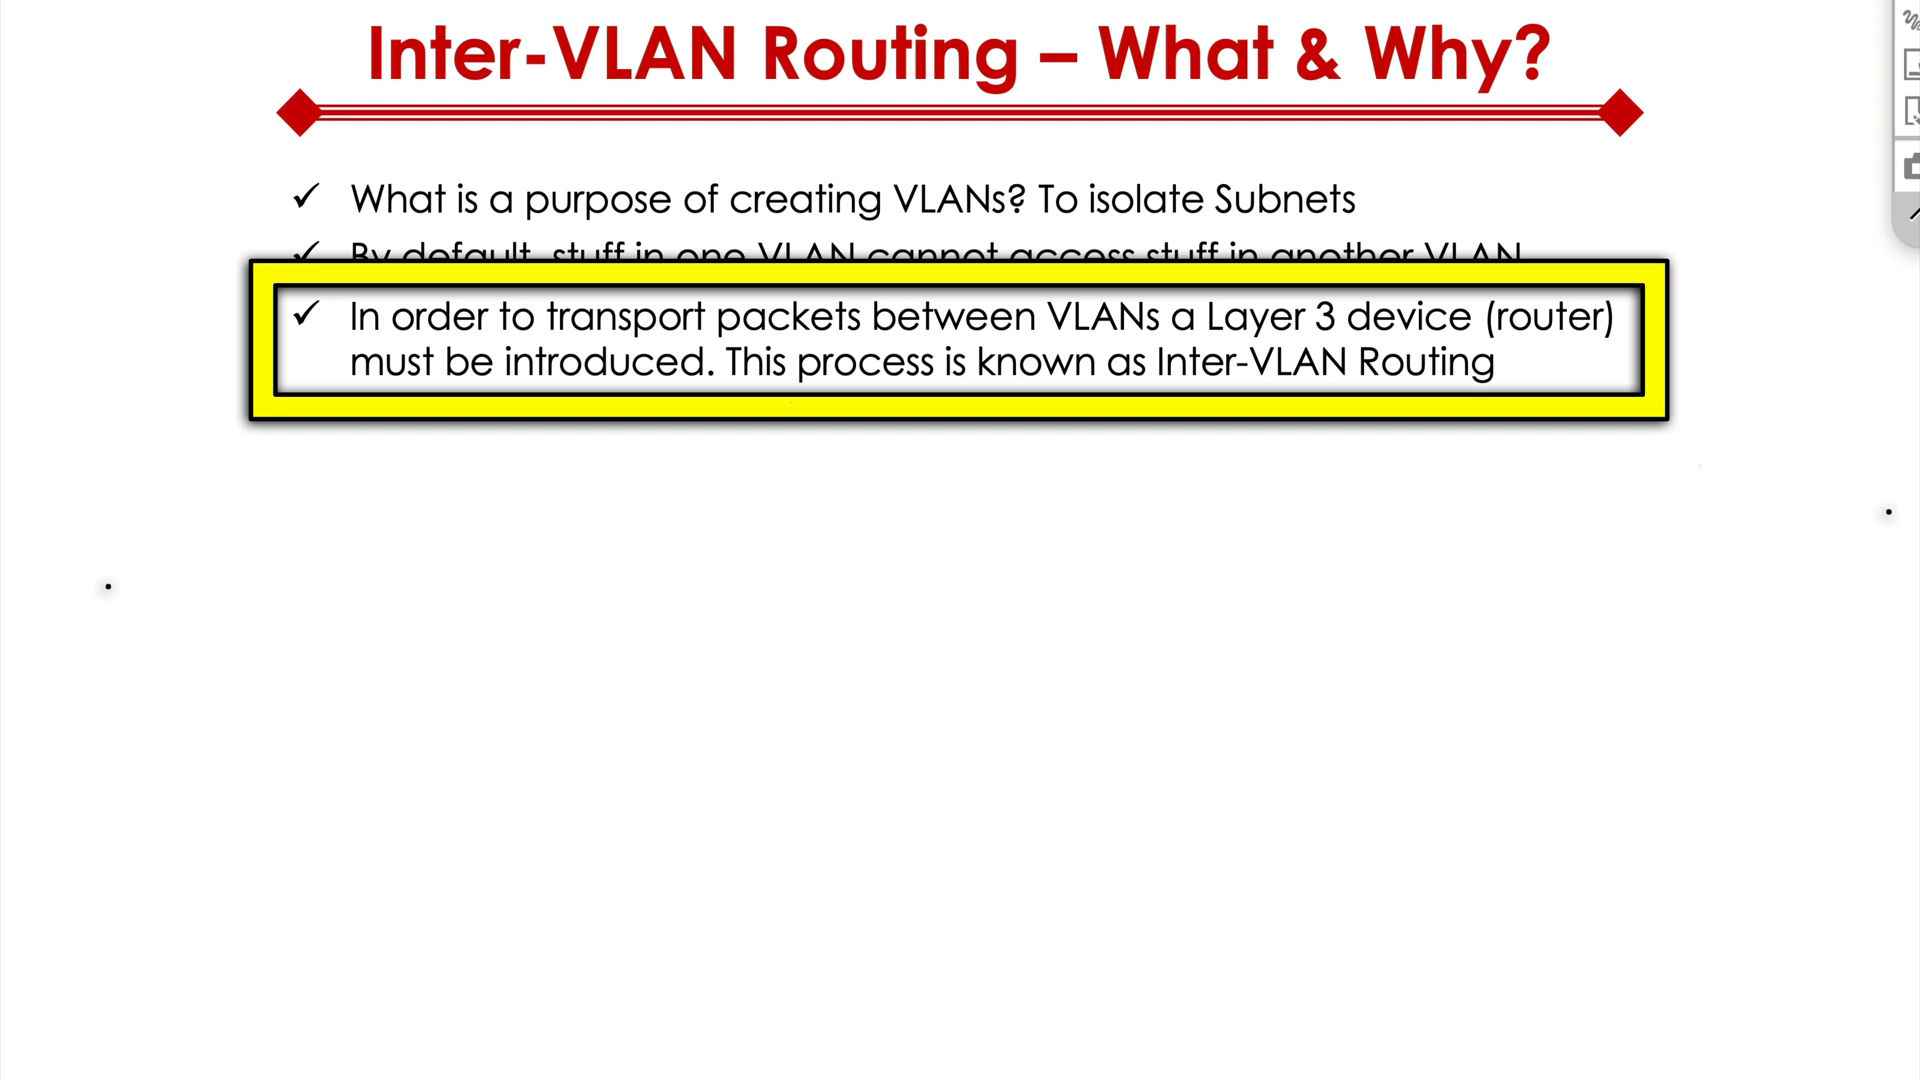 Inter-VLAN Routing – What & Why?
✓ What is a purpose of creating VLANs? To isolate Subnets
✓ By default, stuff in one VLAN cannot access stuff in another VLAN
✓ In order to transport packets between VLANs a Layer 3 device (router)
must be introduced. This process is known as Inter-VLAN Routing